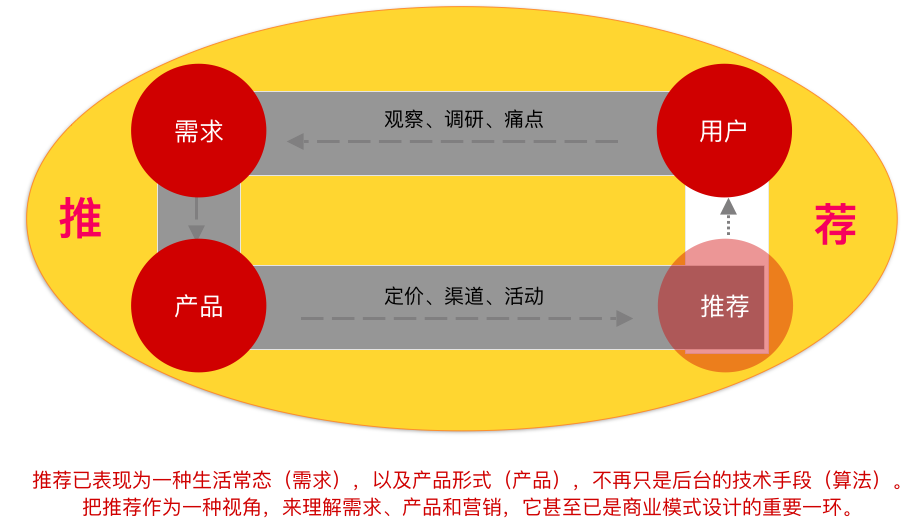 需求
观察、调研、痛点
用户
推
荐
产品
定价、渠道、活动
推荐
推荐已表现为一种生活常态（需求），以及产品形式（产品），不再只是后台的技术手段（算法）。
把推荐作为一种视角，来理解需求、产品和营销，它甚至已是商业模式设计的重要一环。